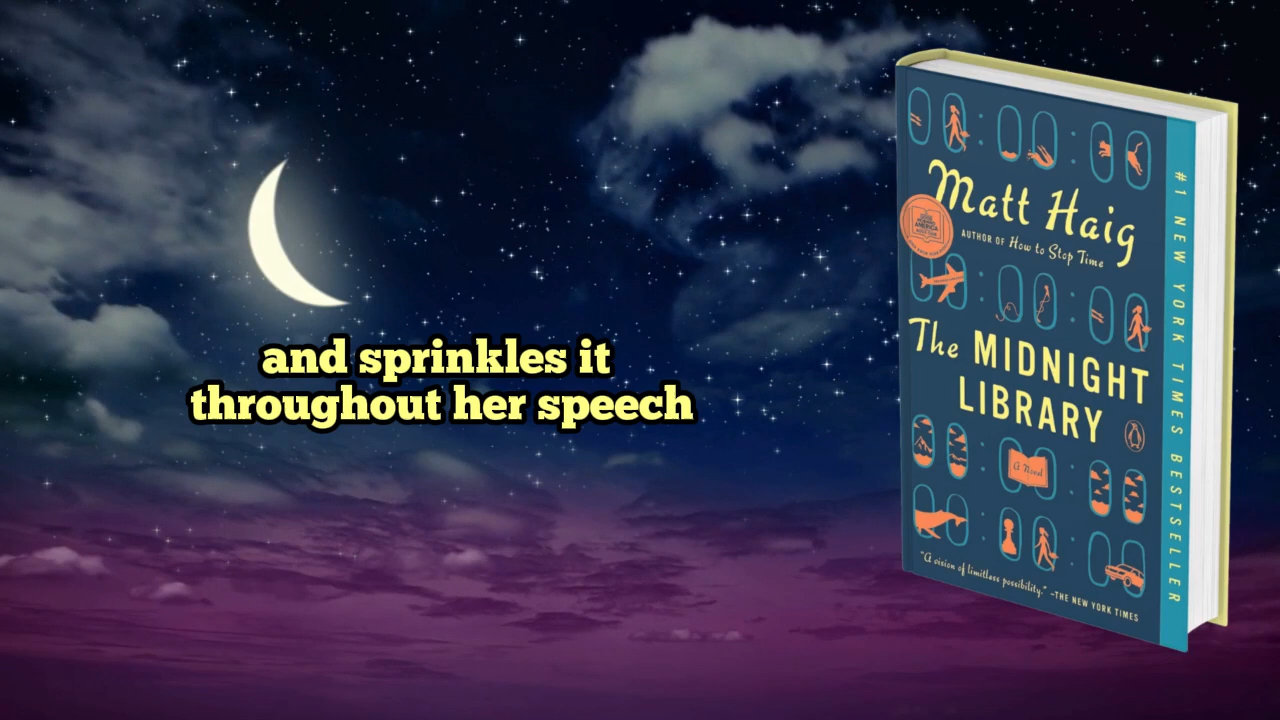 and sprinkles it
throughout her speech
Matt Haig
AUTHOR OF How to Stop Time
The MIDNIGHT
LIBRARY
A Novel
"A vision of limitless possibility." –THE NEW YORK TIMES
#1 NEW YORK TIMES BESTSELLER